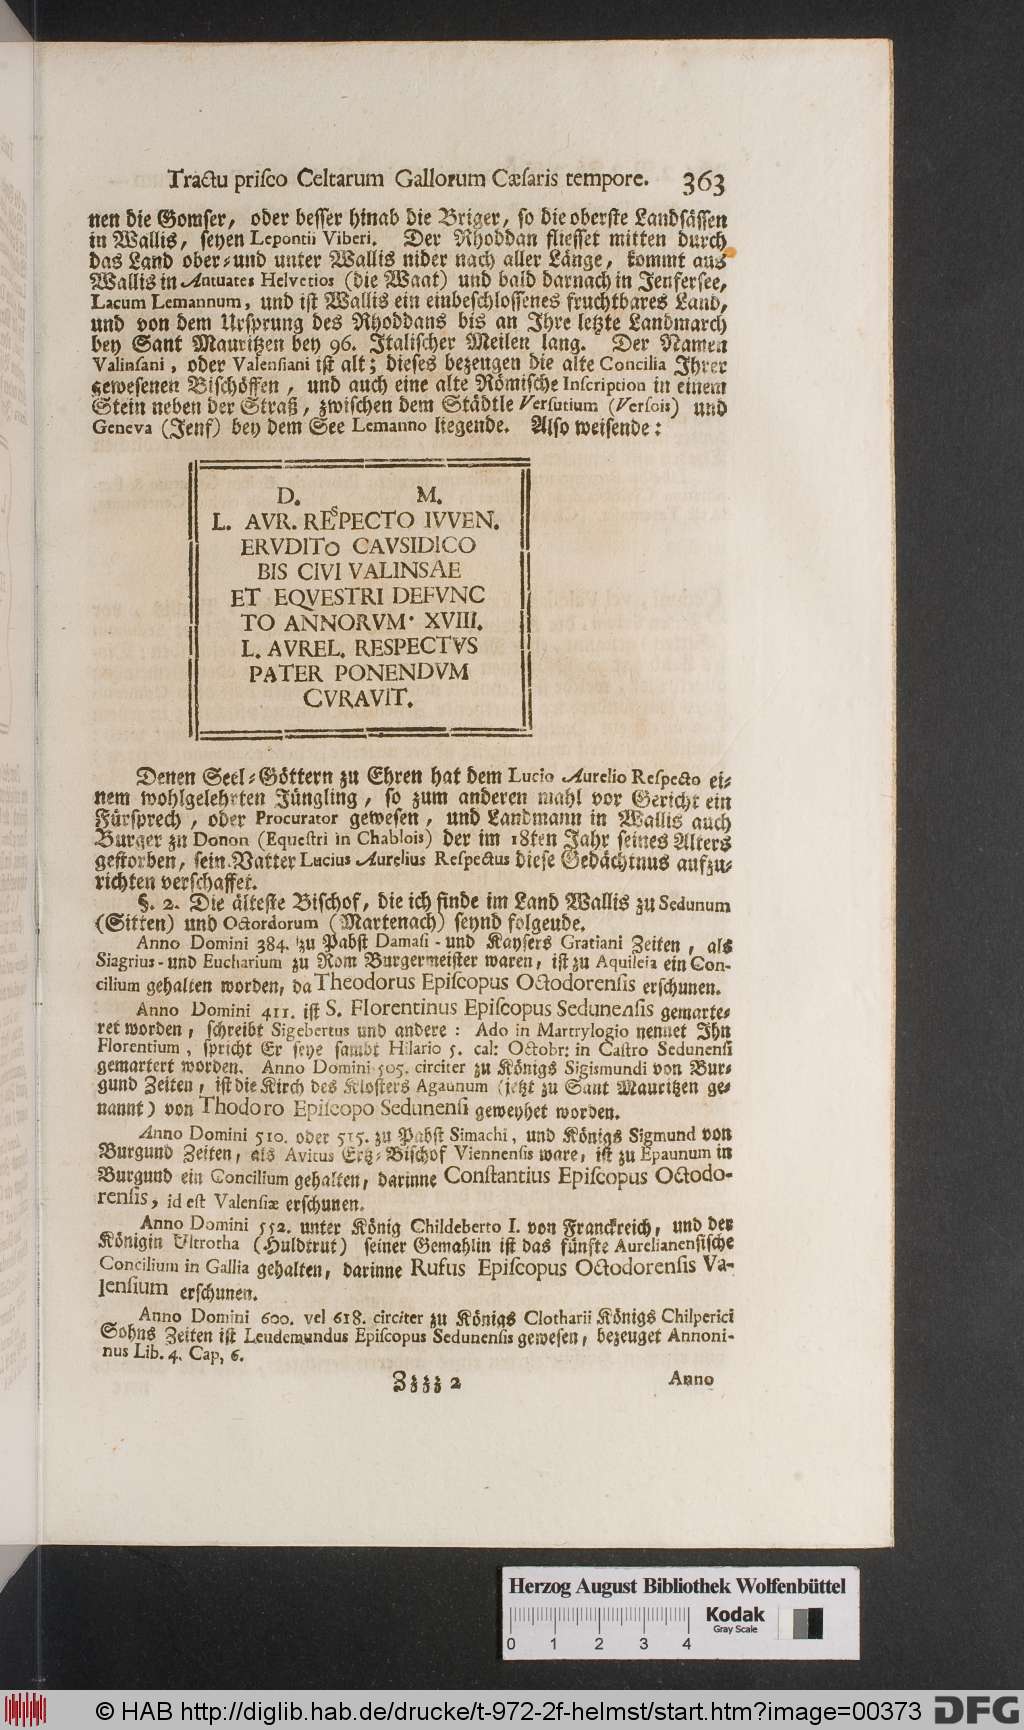 Tractu prisco Celtarum Gallorum Cæsaris tempore. 363
nen die Gomser, oder besser hinab die Briger, so die oberste Landsässen
in Wallis, seyen Lepontii Viberi. Der Rhoddan fliesset mitten durch
das Land ober- und unter Wallis nider nach aller Länge, kommt aus
Wallis in Antuates Helvetios (die Waat) und bald darnach in Jenfersee,
Lacum Lemannum, und ist Wallis ein einbeschlossenes fruchtbares Land,
und von dem Ursprung des Rhoddans bis an Ihre letzte Landmarch
bey Sant Mauritzen bey 96. Italischer Meilen lang. Der Namen
Valinsani, oder Valensiani ist alt; dieses bezeugen die alte Concilia Ihrer
gewesenen Bischöffen, und auch eine alte Römische Inscription in einem
Stein neben der Straß, zwischen dem Städtle Versutium (Versois) und
Geneva (Jenf) bey dem See Lemanno liegende. Also weisende:
D. M.
L. AVR. RESPECTO IVVEN.
ERVDITo CAVSIDICO
BIS CIVI VALINSAE
ET EQVESTRI DEFVNC
TO ANNORVM· XVIII.
L. AVREL. RESPECTVS
PATER PONENDVM
CVRAVIT.
Denen Seel-Göttern zu Ehren hat dem Lucio Aurelio Respecto ei-
nem wohlgelehrten Jüngling, so zum anderen mahl vor Gericht ein
Fürsprech, oder Procurator gewesen, und Landmann in Wallis auch
Burger zu Donon (Equestri in Chablois) der im 18ten Jahr seines Alters
gestorben, sein Vatter Lucius Aurelius Respectus diese Gedächtnus aufzu-
richten verschaffet.
§. 2. Die älteste Bischof, die ich finde im Land Wallis zu Sedunum
(Sitten) und Octordorum (Martenach) seynd folgende.
Anno Domini 384. zu Pabst Damasi- und Kaysers Gratiani Zeiten, als
Siagrius- und Eucharium zu Rom Burgermeister waren, ist zu Aquileia ein Con-
cilium gehalten worden, da Theodorus Episcopus Octodorensis erschunen.
Anno Domini 411. ist S. Florentinus Episcopus Sedunensis gemarte-
ret worden, schreibt Sigebertus und andere: Ado in Martrylogio nennet Ihn
Florentium, spricht Er seye sambt Hilario 5. cal: Octobr: in Castro Sedunensi
gemartert worden. Anno Domini 505. circiter zu Königs Sigismundi von Bur-
gund Zeiten, ist die Kirch des Klosters Agaunum (jetzt zu Sant Mauritzen ge-
nannt) von Thodoro Episcopo Sedunensi geweyhet worden.
Anno Domini 510. oder 515. zu Pabst Simachi, und Königs Sigmund von
Burgund Zeiten, als Avitus Ertz-Bischof Viennensis ware, ist zu Epaunum in
Burgund ein Concilium gehalten, darinne Constantius Episcopus Octodo-
rensis, id est Valensiæ erschunen.
Anno Domini 552. unter König Childeberto I. von Franckreich, und der
Königin Vltrotha (Huldtrut) seiner Gemahlin ist das fünfte Aurelianensische
Concilium in Gallia gehalten, darinne Rufus Episcopus Octodorensis Va-
lensium erschunen.
Anno Domini 600. vel 618. circiter zu Königs Clotharii Königs Chilperici
Sohns Zeiten ist Leudemundus Episcopus Sedunensis gewesen, bezeuget Annoni-
nus Lib. 4. Cap, 6.
Zzzz 2 Anno
Herzog August Bibliothek Wolfenbüttel
0 1 2 3 4
Kodak
Gray Scale
© HAB http://diglib.hab.de/drucke/t-972-2f-helmst/start.htm?image=00373 DFG